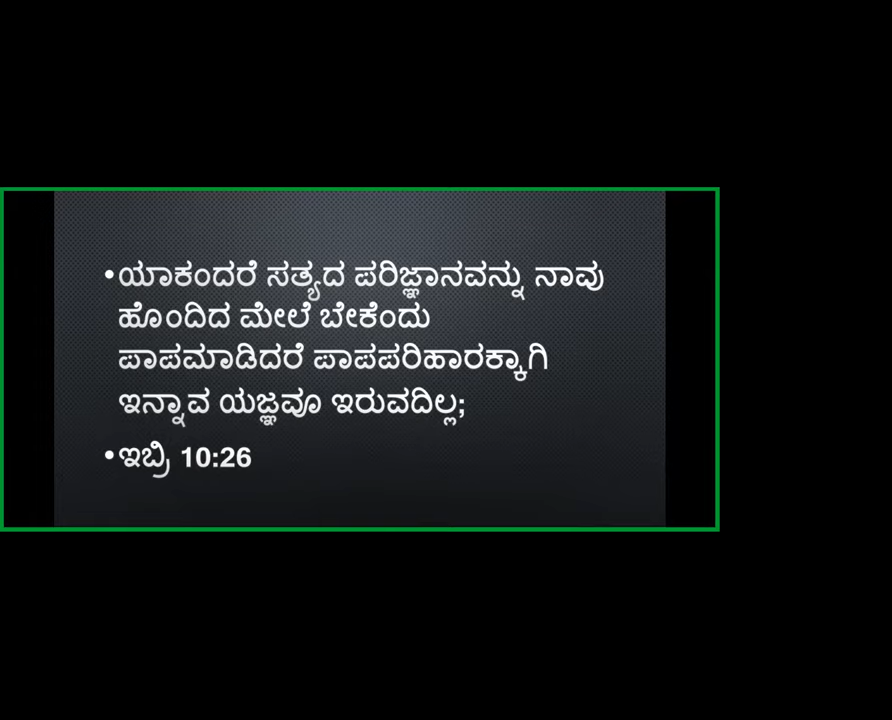 •ಯಾಕಂದರೆ ಸತ್ಯದ ಪರಿಜ್ಞಾನವನ್ನು ನಾವು
ಹೊಂದಿದ ಮೇಲೆ ಬೇಕೆಂದು
ಪಾಪಮಾಡಿದರೆ ಪಾಪಪರಿಹಾರಕ್ಕಾಗಿ
ಇನ್ನಾವ ಯಜ್ಞವೂ ಇರುವದಿಲ್ಲ;
•ಇಬ್ರಿ 10:26